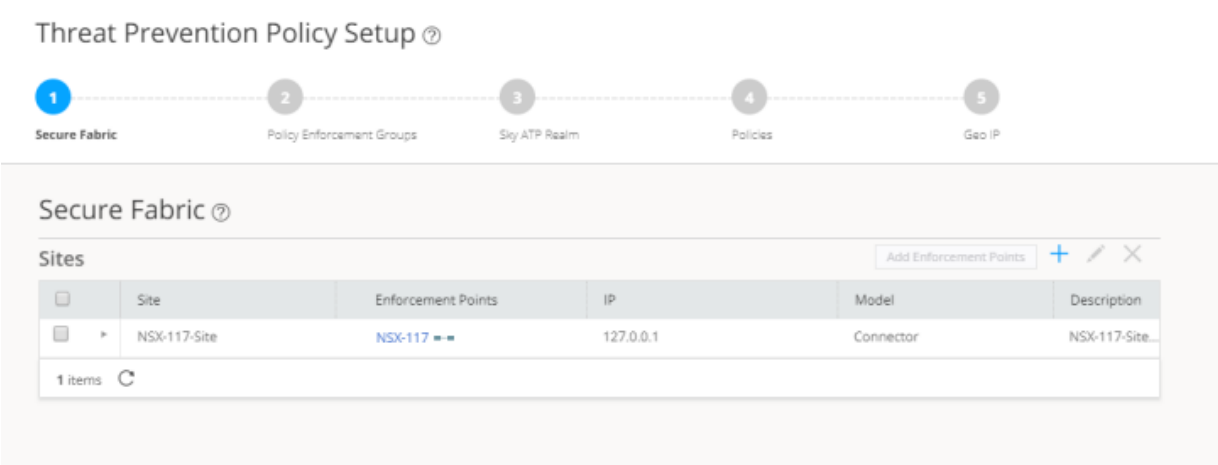 Threat Prevention Policy Setup ?
1 2 3 4 5
Secure Fabric Policy Enforcement Groups Sky ATP Realm Policies Geo IP
Secure Fabric ?
Sites Add Enforcement Points
Site Enforcement Points IP Model Description
NSX-117-Site NSX-117 127.0.0.1 Connector NSX-117-Site...
1 items